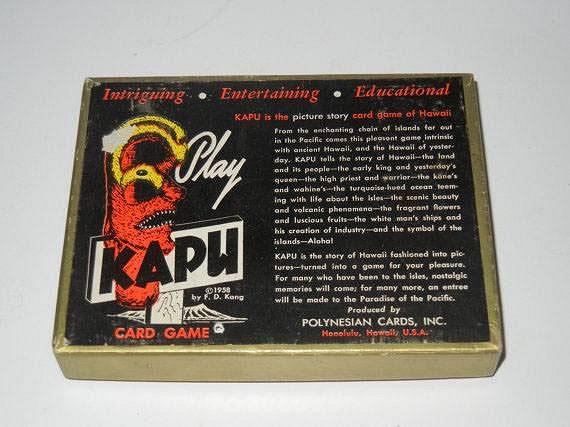 Intriguing • Entertaining • Educational
KAPU is the picture story card game of Hawaii
Play
KAPU
©1958
by F. D. Kang
CARD GAME
From the enchanting chain of islands far out
in the Pacific comes this pleasant game intrinsic
with ancient Hawaii, and the Hawaii of yester-
day. KAPU tells the story of Hawaii—the land
and its people—the early king and yesterday's
queen—the high priest and warrior—the kāne's
and wahine's—the turquoise-hued ocean teem-
ing with life about the isles—the scenic beauty
and volcanic phenomena—the fragrant flowers
and luscious fruits—the white man's ships and
his creation of industry—and the symbol of the
islands—Aloha!
KAPU is the story of Hawaii fashioned into pic-
tures—turned into a game for your pleasure.
For many who have been to the isles, nostalgic
memories will come; for many more, an entree
will be made to the Paradise of the Pacific.
Produced by
POLYNESIAN CARDS, INC.
Honolulu, Hawaii, U.S.A.